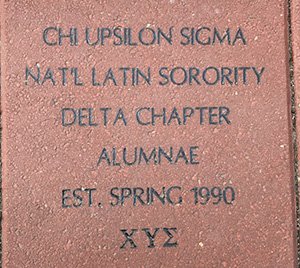 CHI UPSILON SIGMA
NAT'L LATIN SORORITY
DELTA CHAPTER
ALUMNAE
EST. SPRING 1990
ΧΥΣ